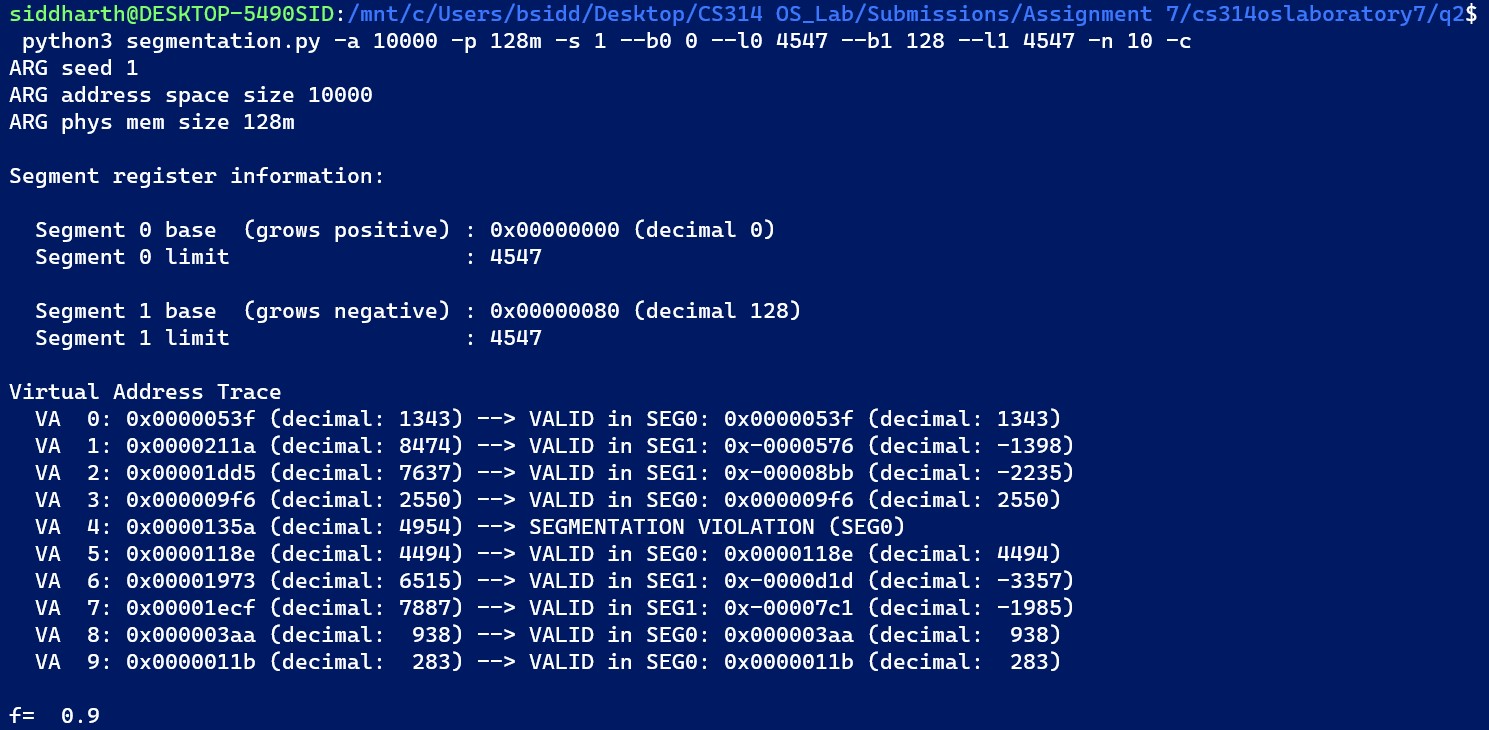 siddharth@DESKTOP-5490SID:/mnt/c/Users/bsidd/Desktop/CS314 OS_Lab/Submissions/Assignment 7/cs314oslaboratory7/q2$
python3 segmentation.py -a 10000 -p 128m -s 1 --b0 0 --l0 4547 --b1 128 --l1 4547 -n 10 -c
ARG seed 1
ARG address space size 10000
ARG phys mem size 128m
Segment register information:
Segment 0 base  (grows positive) : 0x00000000 (decimal 0)
Segment 0 limit                  : 4547
Segment 1 base  (grows negative) : 0x00000080 (decimal 128)
Segment 1 limit                  : 4547
Virtual Address Trace
VA  0: 0x0000053f (decimal: 1343) --> VALID in SEG0: 0x0000053f (decimal: 1343)
VA  1: 0x0000211a (decimal: 8474) --> VALID in SEG1: 0x-0000576 (decimal: -1398)
VA  2: 0x00001dd5 (decimal: 7637) --> VALID in SEG1: 0x-00008bb (decimal: -2235)
VA  3: 0x000009f6 (decimal: 2550) --> VALID in SEG0: 0x000009f6 (decimal: 2550)
VA  4: 0x0000135a (decimal: 4954) --> SEGMENTATION VIOLATION (SEG0)
VA  5: 0x0000118e (decimal: 4494) --> VALID in SEG0: 0x0000118e (decimal: 4494)
VA  6: 0x00001973 (decimal: 6515) --> VALID in SEG1: 0x-0000d1d (decimal: -3357)
VA  7: 0x00001ecf (decimal: 7887) --> VALID in SEG1: 0x-00007c1 (decimal: -1985)
VA  8: 0x000003aa (decimal:  938) --> VALID in SEG0: 0x000003aa (decimal:  938)
VA  9: 0x0000011b (decimal:  283) --> VALID in SEG0: 0x0000011b (decimal:  283)
f=  0.9